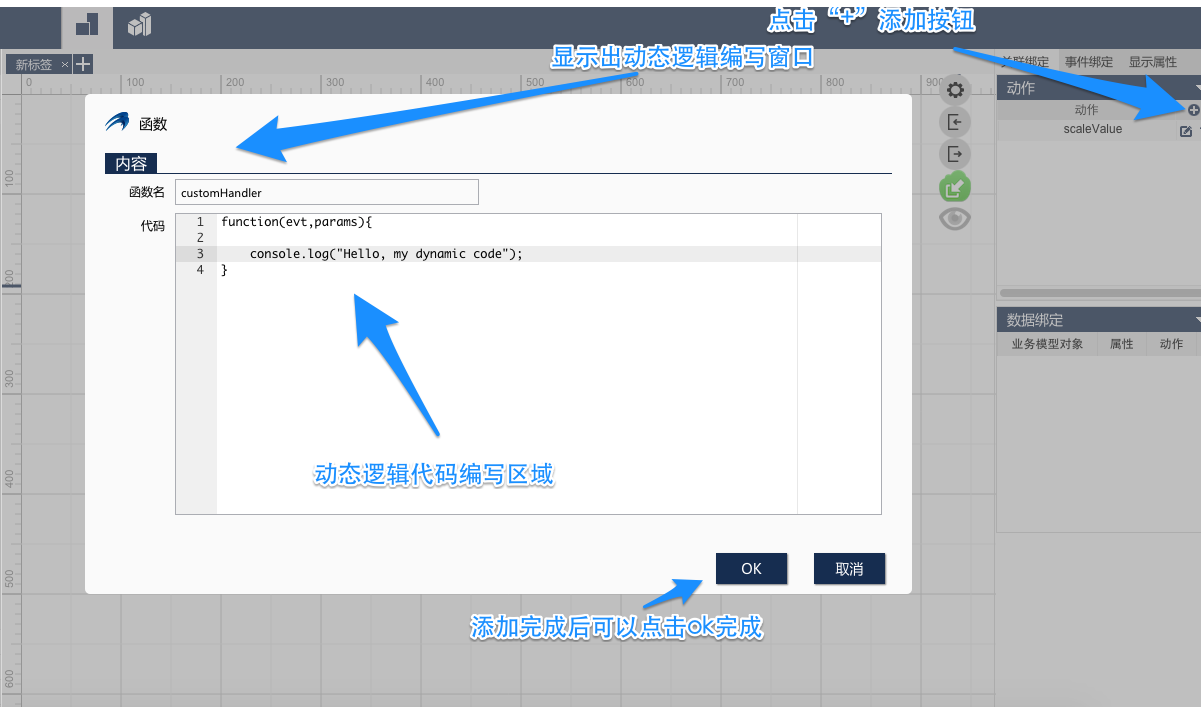 点击“+”添加按钮
显示出动态逻辑编写窗口
新标签 × +
关联绑定 事件绑定 显示属性
0 100 200 300 400 500 600 700 800 900
动作
动作
scaleValue
函数
内容
函数名 customHandler
代码
1 function(evt,params){
2
3 console.log("Hello, my dynamic code");
4 }
动态逻辑代码编写区域
数据绑定
业务模型对象 属性 动作
OK 取消
添加完成后可以点击ok完成
100
200
300
400
500
600